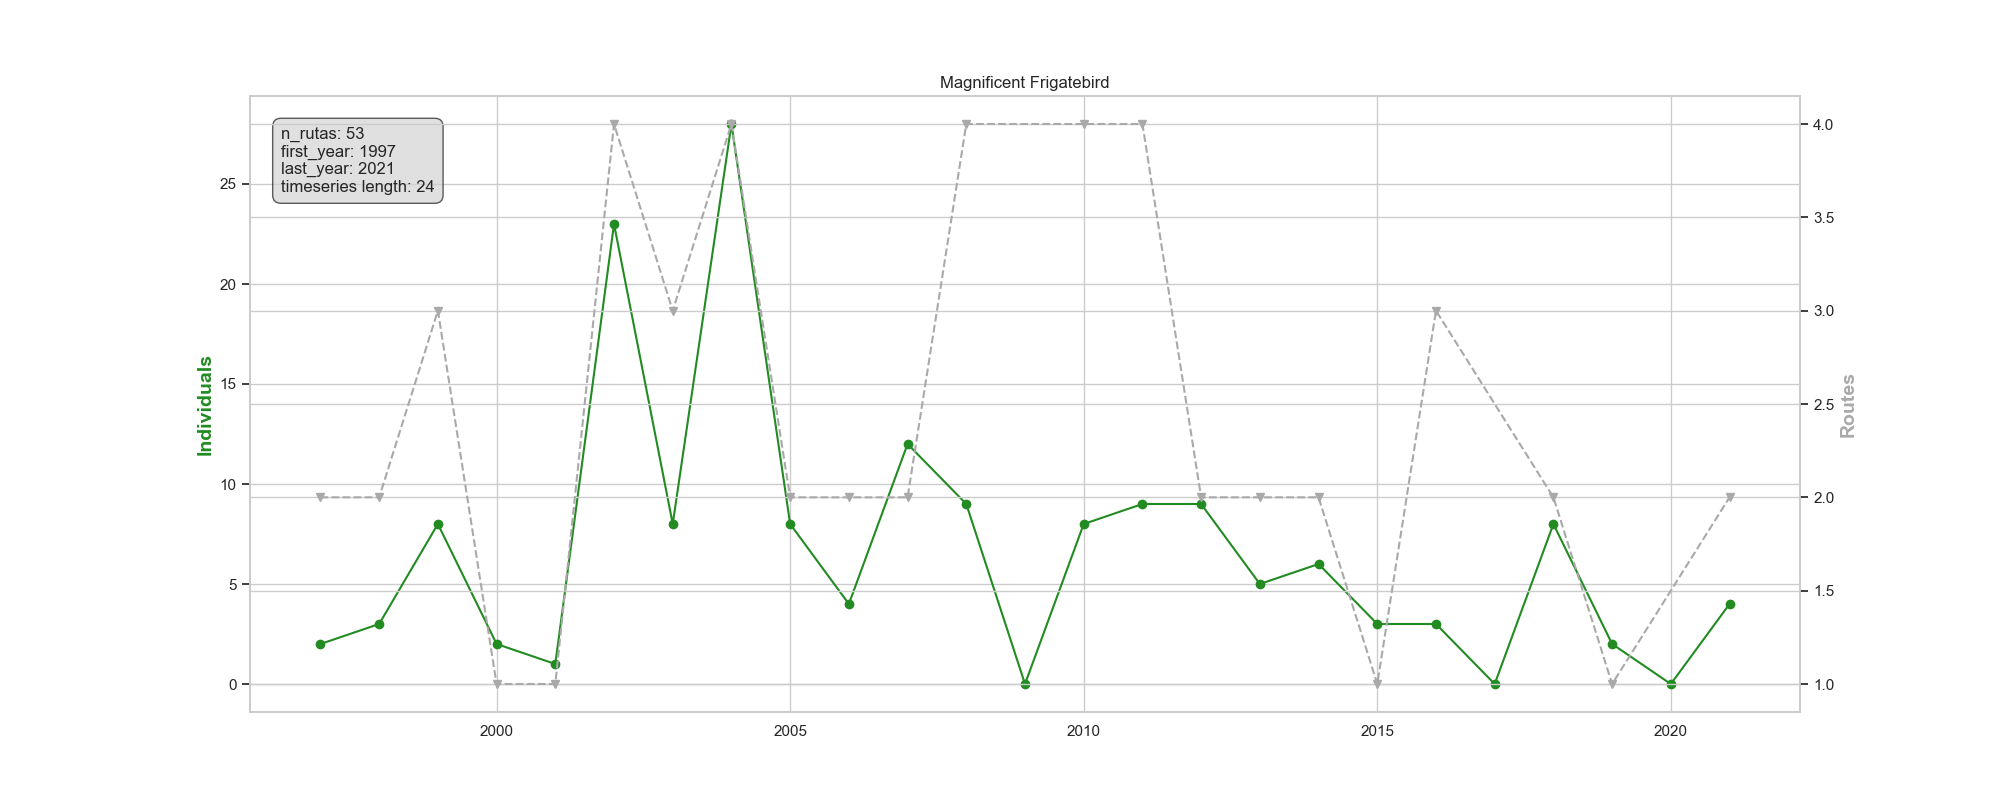 Magnificent Frigatebird
n_rutas: 53
first_year: 1997
last_year: 2021
timeseries length: 24
Individuals
25
20
15
10
5
0
4.0
3.5
3.0
2.5
2.0
1.5
1.0
Routes
2000
2005
2010
2015
2020